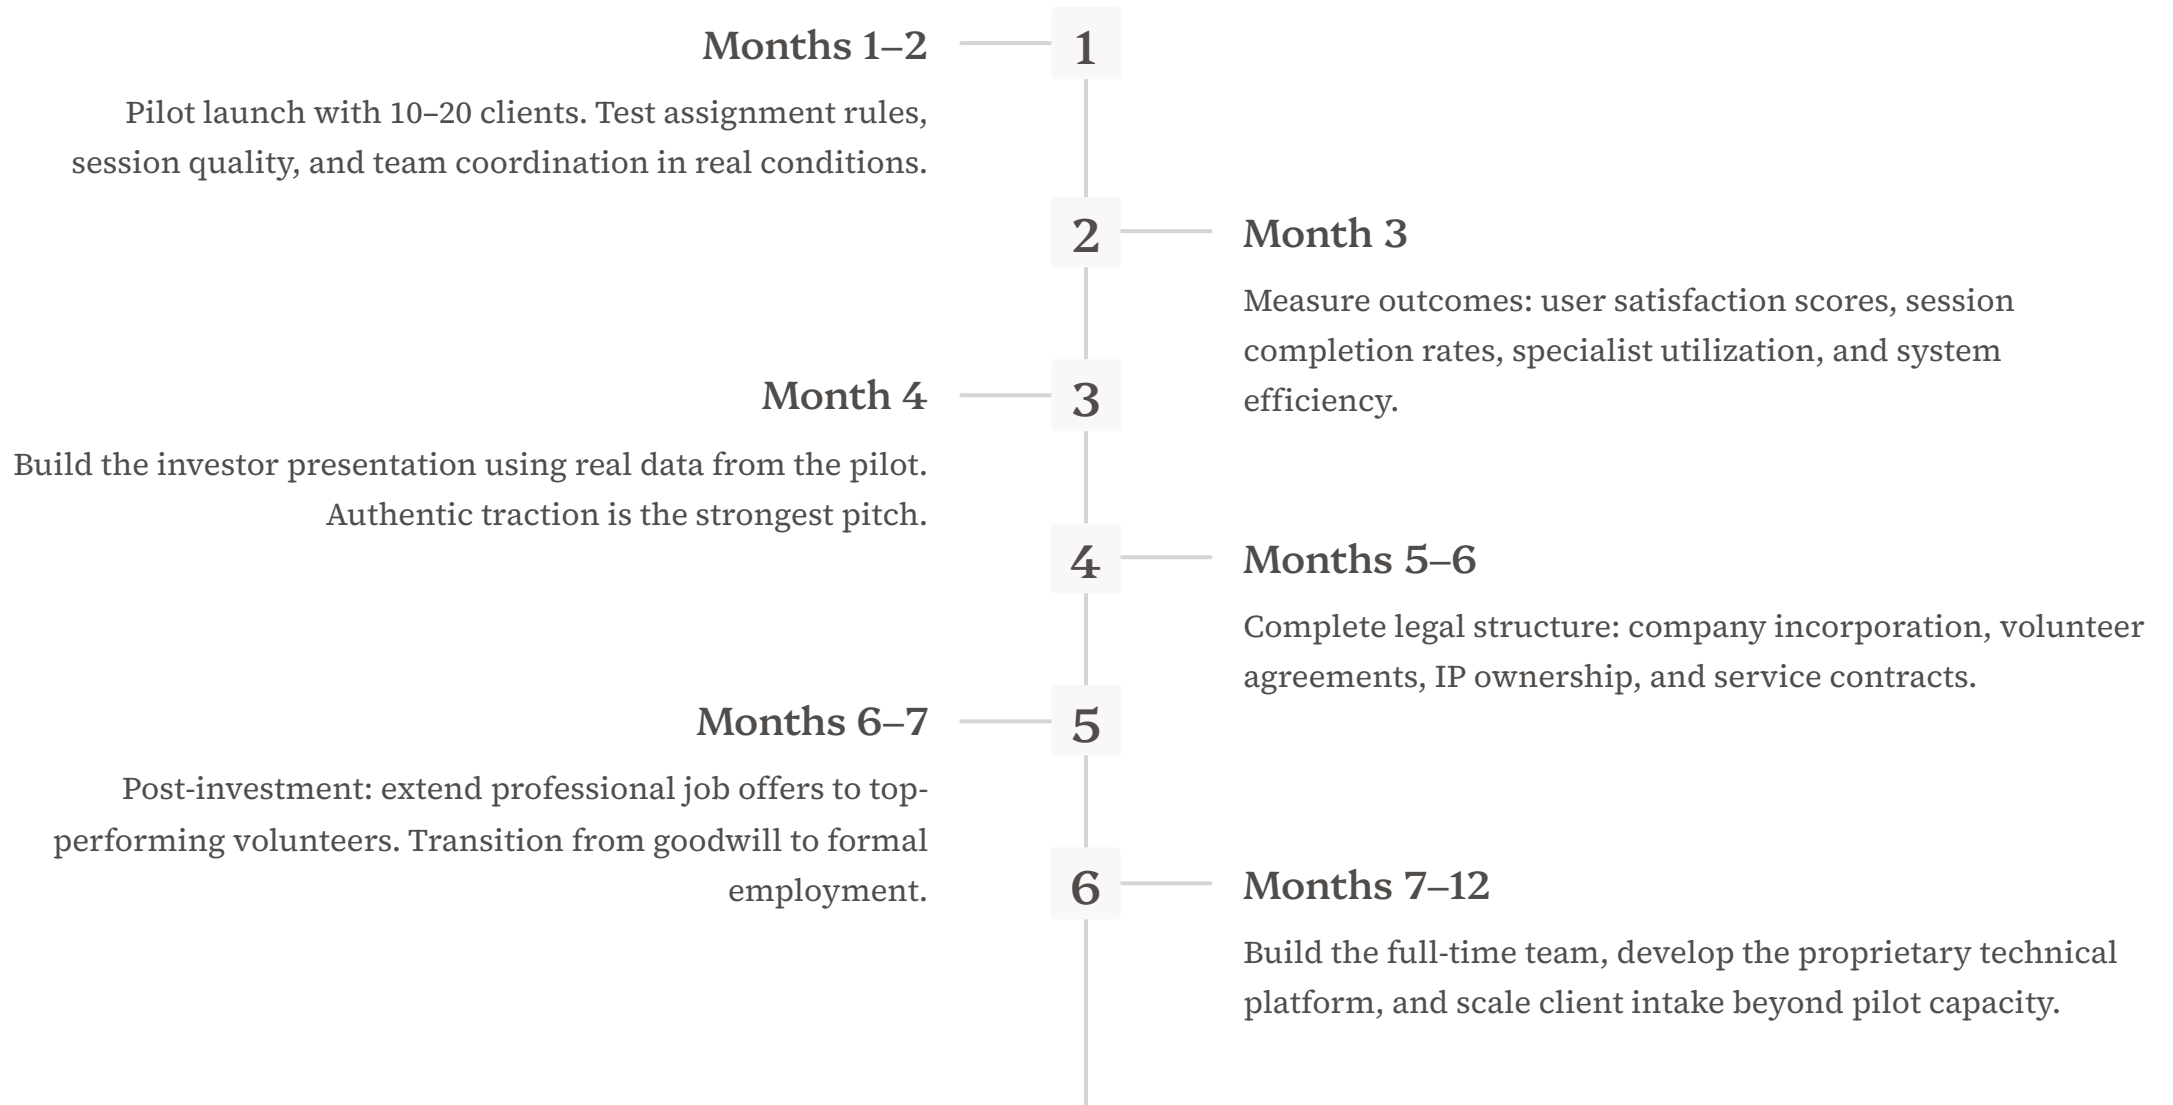 Months 1–2
1
Pilot launch with 10–20 clients. Test assignment rules,
session quality, and team coordination in real conditions.
2
Month 3
Measure outcomes: user satisfaction scores, session
completion rates, specialist utilization, and system
efficiency.
Month 4
3
Build the investor presentation using real data from the pilot.
Authentic traction is the strongest pitch.
4
Months 5–6
Complete legal structure: company incorporation, volunteer
agreements, IP ownership, and service contracts.
Months 6–7
5
Post-investment: extend professional job offers to top-
performing volunteers. Transition from goodwill to formal
employment.
6
Months 7–12
Build the full-time team, develop the proprietary technical
platform, and scale client intake beyond pilot capacity.